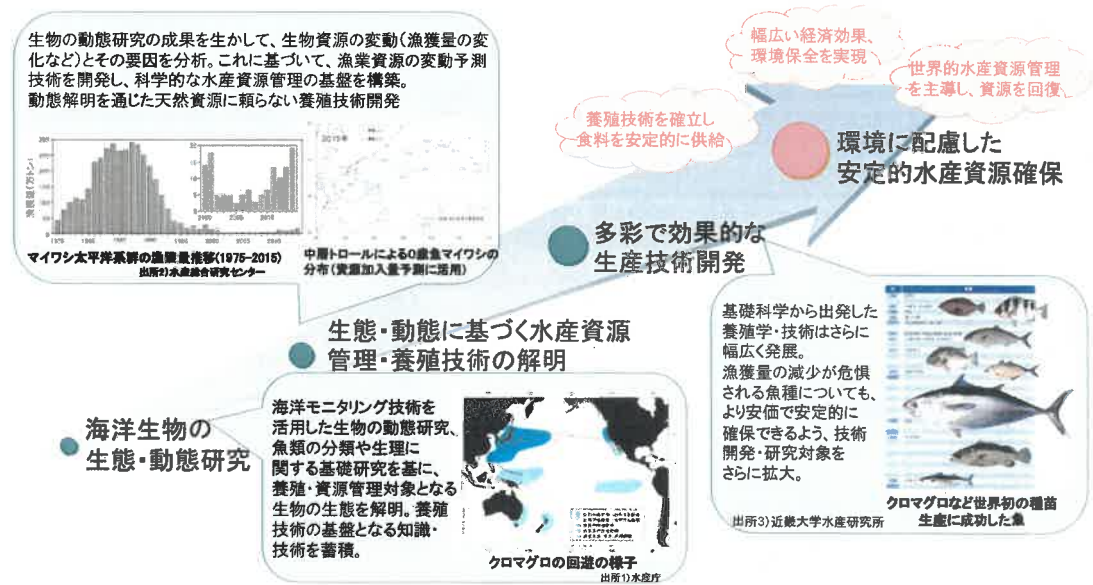 生物の動態研究の成果を生かして、生物資源の変動(漁獲量の変
化など)とその要因を分析。これに基づいて、漁業資源の変動予測
技術を開発し、科学的な水産資源管理の基盤を構築。
動態解明を通じた天然資源に頼らない養殖技術開発
2015年
マイワシ太平洋系群の漁獲量推移(1975-2015)
出所2)水産総合研究センター
中層トロールによる0歳魚マイワシの
分布(資源加入量予測に活用)
幅広い経済効果、
環境保全を実現
世界的水産資源管理
を主導し、資源を回復
養殖技術を確立し
食料を安定的に供給
環境に配慮した
安定的水産資源確保
多彩で効果的な
生産技術開発
基礎科学から出発した
養殖学・技術はさらに
幅広く発展。
漁獲量の減少が危惧
される魚種についても、
より安価で安定的に
確保できるよう、技術
開発・研究対象を
さらに拡大。
クロマグロなど世界初の種苗
生産に成功した魚
出所3)近畿大学水産研究所
生態・動態に基づく水産資源
管理・養殖技術の解明
海洋生物の
生態・動態研究
海洋モニタリング技術を
活用した生物の動態研究、
魚類の分類や生理に
関する基礎研究を基に、
養殖・資源管理対象となる
生物の生態を解明。養殖
技術の基盤となる知識・
技術を蓄積。
クロマグロの回遊の様子
出所1)水産庁